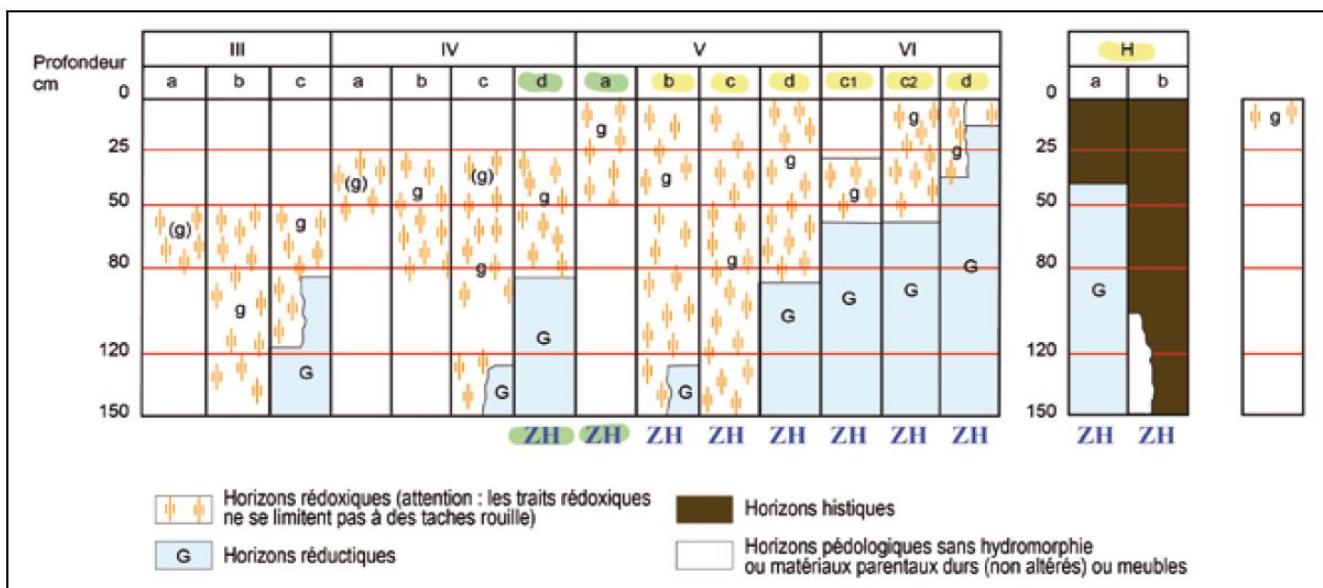 III IV V VI H
Profondeur
cm
a b c a b c d a b c d c1 c2 d a b
0 0
g g g
25 25
(g) g (g) g g g g g
50 50
(g) g g
80 g g G 80 G
g G G G
120 G G 120
G G
150 150
ZH ZH ZH ZH ZH ZH ZH ZH ZH ZH
Horizons rédoxiques (attention : les traits rédoxiques
ne se limitent pas à des taches rouille)
Horizons histiques
G Horizons réductiques
Horizons pédologiques sans hydromorphie
ou matériaux parentaux durs (non altérés) ou meubles